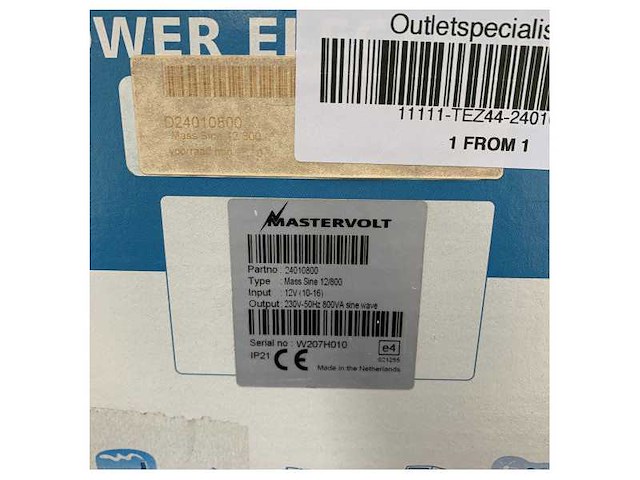 OWER E
Outletspecialis
11111-TEZ44-2401
1 FROM 1
D24010800
Mass Sine 12/800
MASTERVOLT
Partno : 24010800
Type : Mass Sine 12/800
Input : 12V (10-16)
Output : 230V-50Hz 800VA sine wave
Serial no : W207H010
e4
IP21 CE
Made in the Netherlands